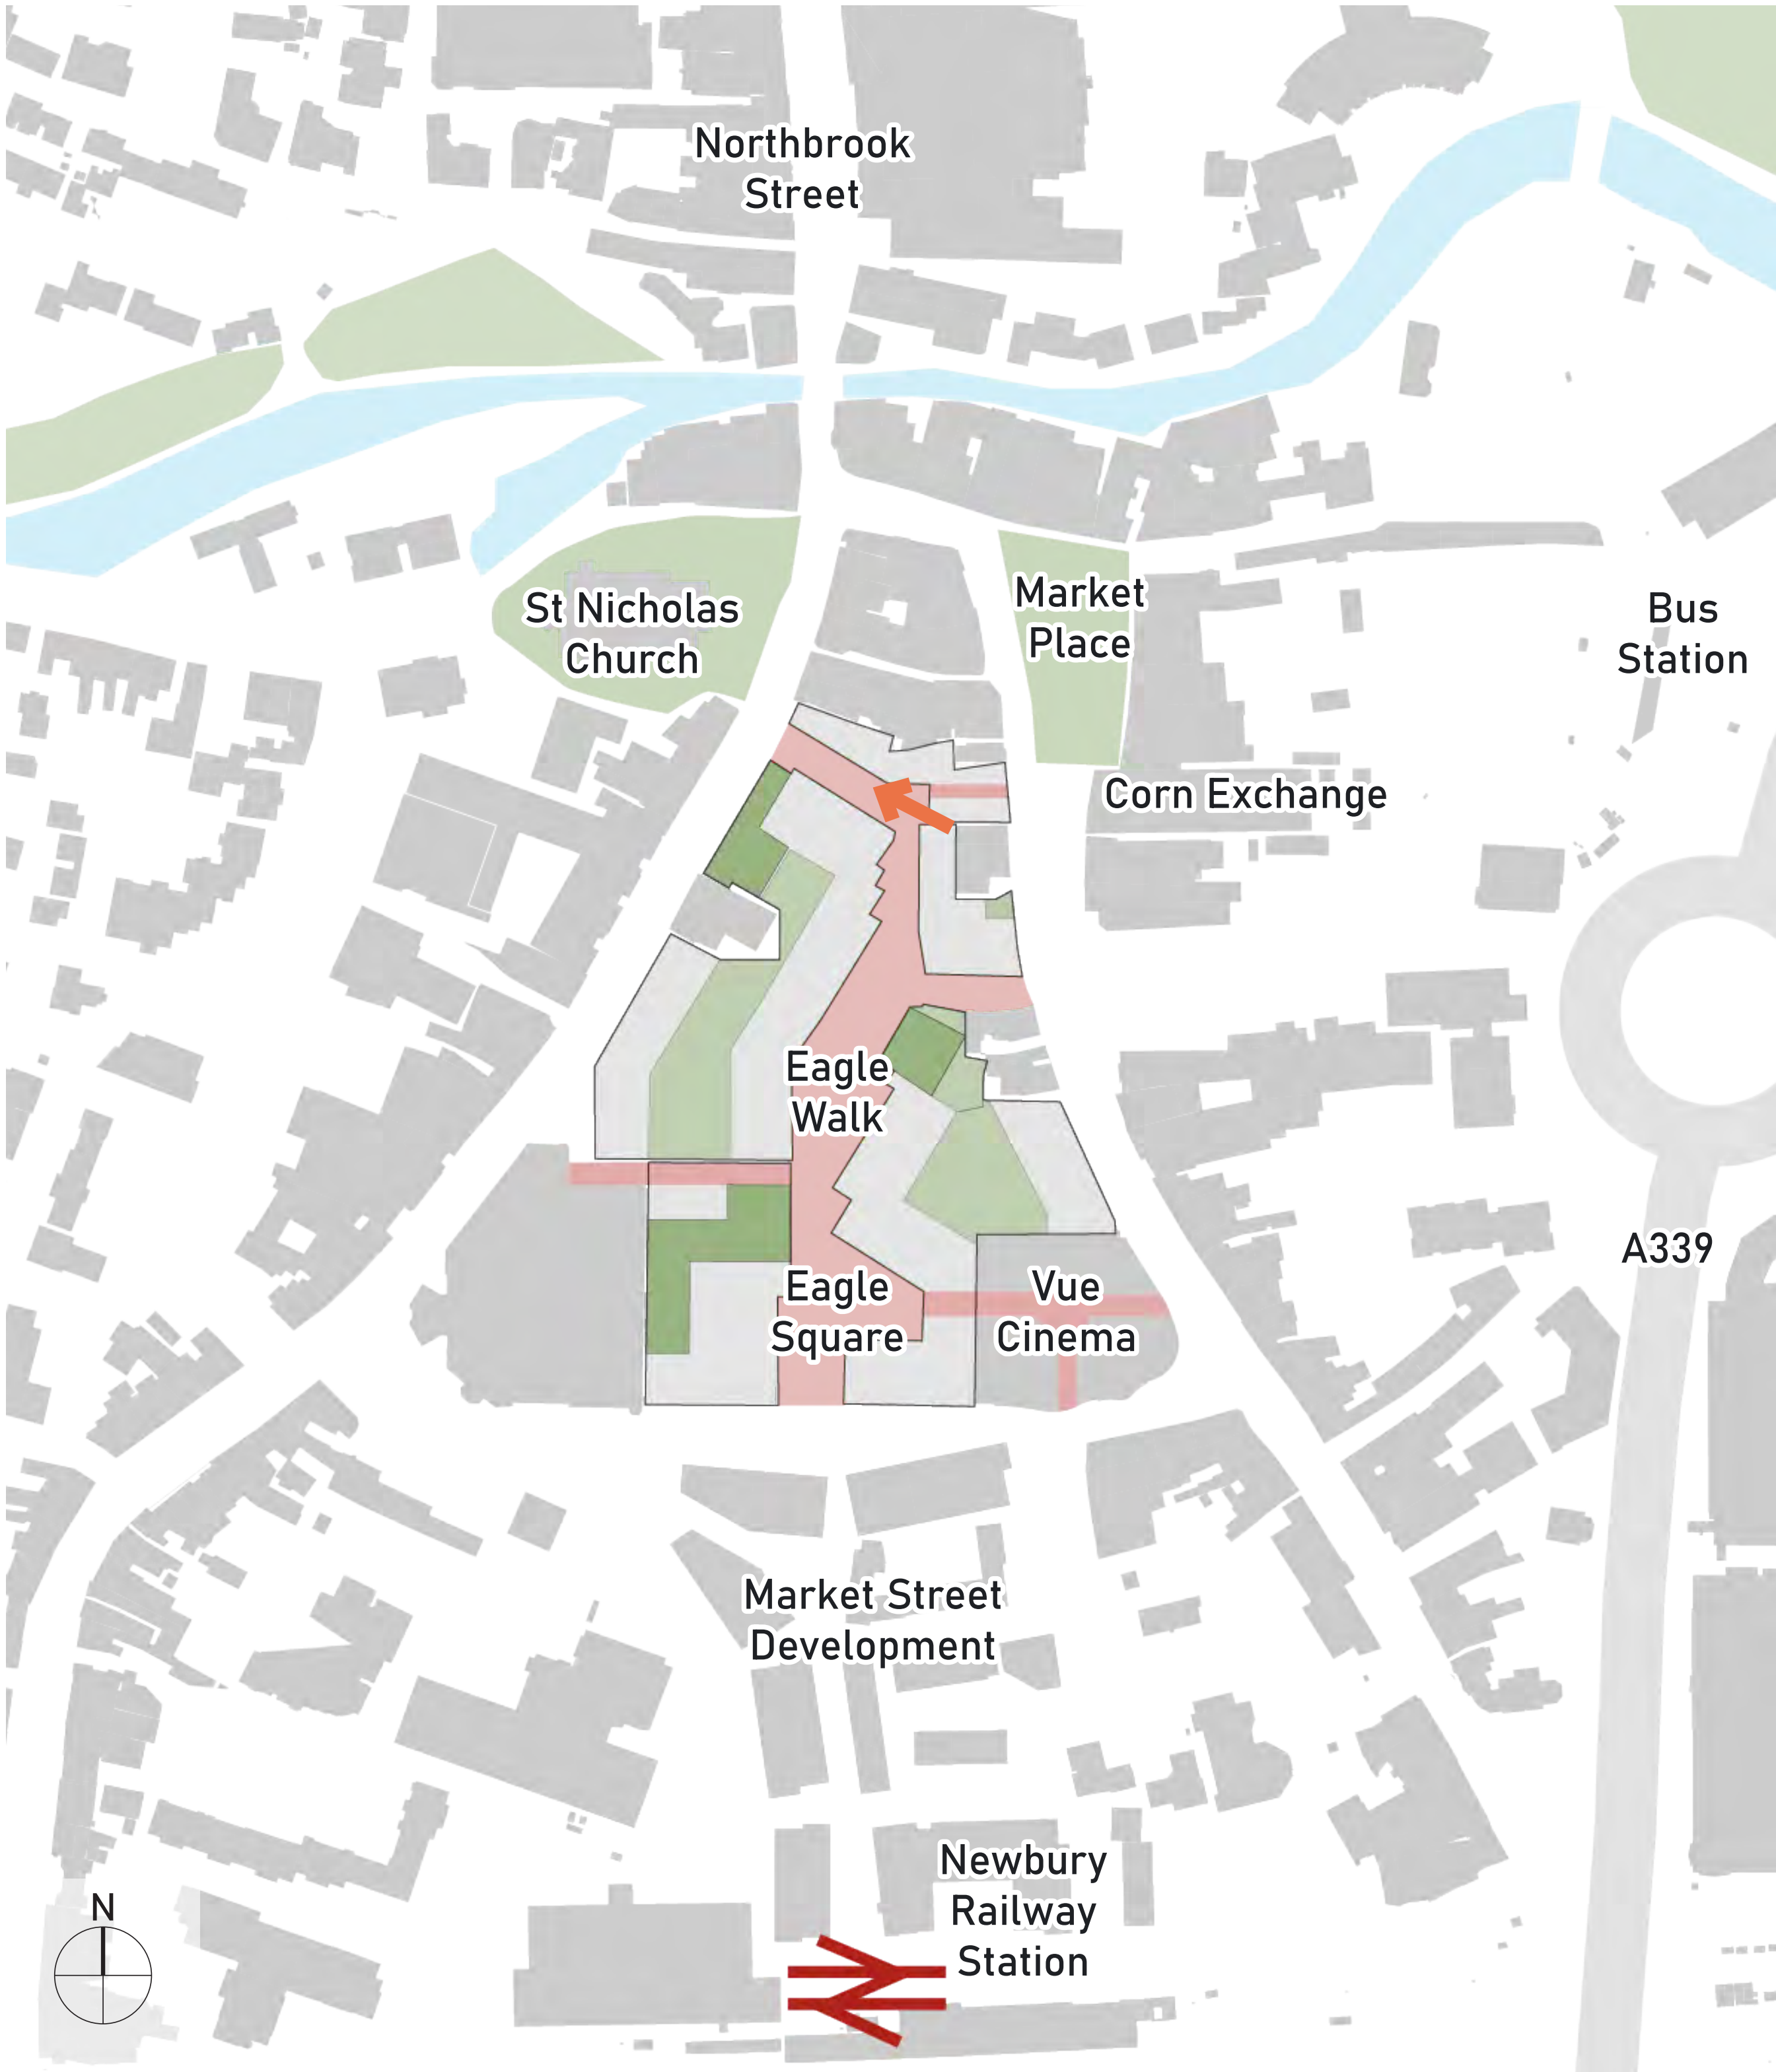 Northbrook
Street
St Nicholas
Church
Market
Place
Bus
Station
Corn Exchange
Eagle
Walk
A339
Eagle
Square
Vue
Cinema
Market Street
Development
Newbury
Railway
Station
N